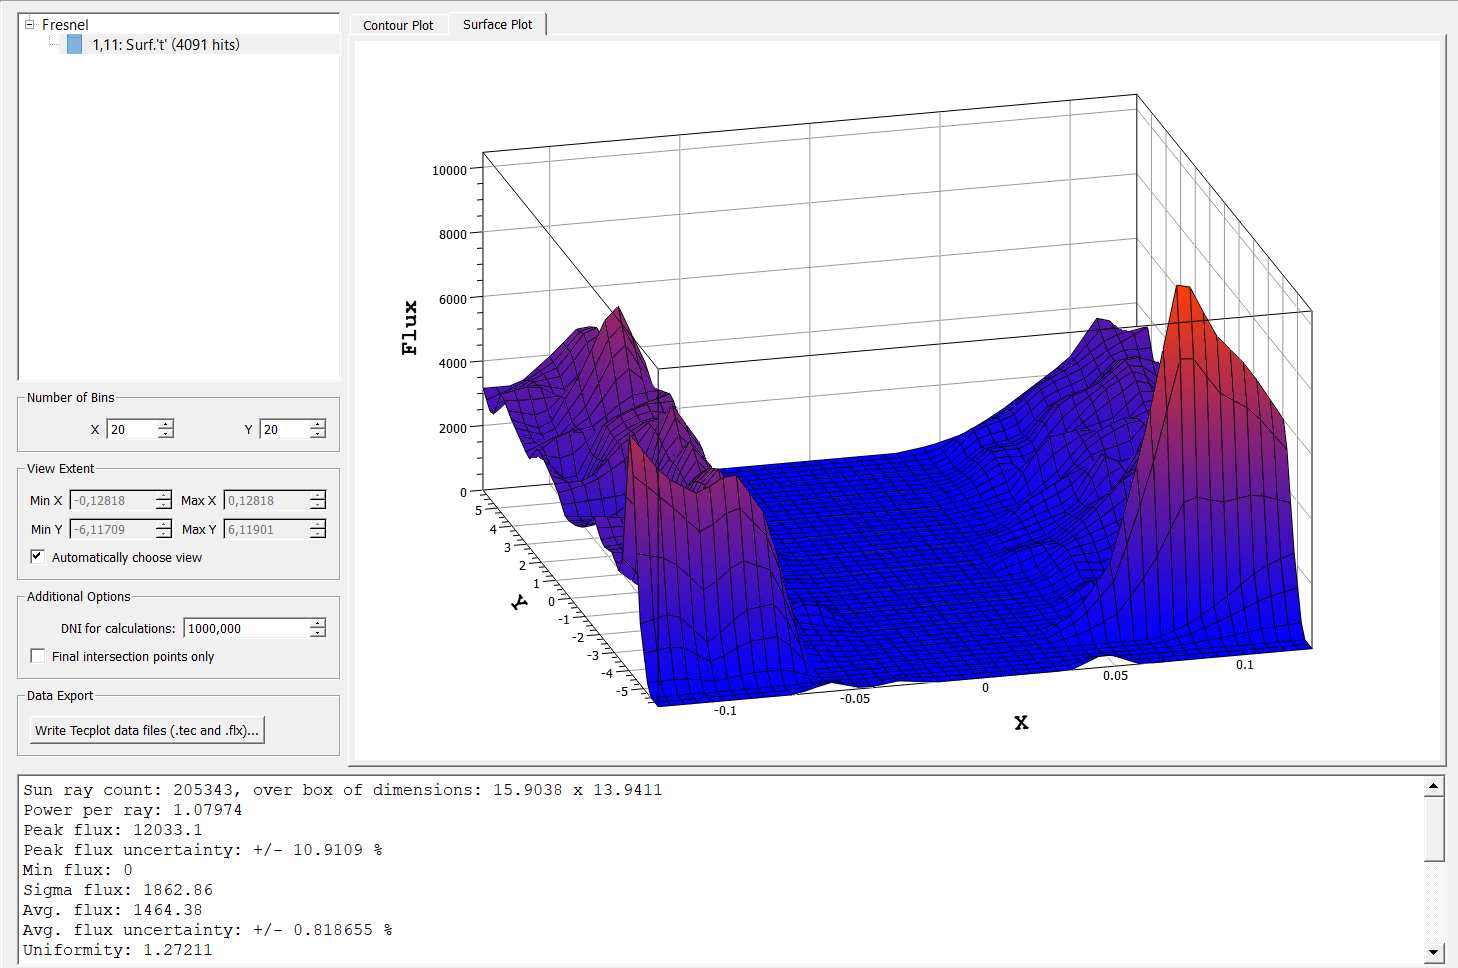 Fresnel
1,11: Surf.'t' (4091 hits)
Number of Bins
X 20 Y 20
View Extent
Min X -0,12818 Max X 0,12818
Min Y -6,11709 Max Y 6,11901
Automatically choose view
Additional Options
DNI for calculations: 1000,000
Final intersection points only
Data Export
Write Tecplot data files (.tec and .flx)...
Contour Plot Surface Plot
Flux
10000
8000
6000
4000
2000
0
Y
5
4
3
2
1
0
-1
-2
-3
-4
-5
-0.1
-0.05
0
0.05
0.1
X
Sun ray count: 205343, over box of dimensions: 15.9038 x 13.9411
Power per ray: 1.07974
Peak flux: 12033.1
Peak flux uncertainty: +/- 10.9109 %
Min flux: 0
Sigma flux: 1862.86
Avg. flux: 1464.38
Avg. flux uncertainty: +/- 0.818655 %
Uniformity: 1.27211